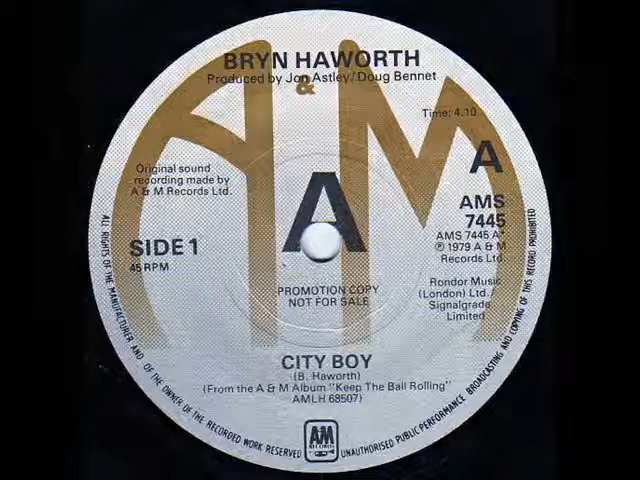 BRYN HAWORTH
Produced by Jon Astley/Doug Bennet
&
AM
Time: 4.10
A
Original sound
recording made by
A & M Records Ltd.
A
AMS
7445
AMS 7445 A*
℗ 1979 A & M
Records Ltd.
SIDE 1
45 RPM
PROMOTION COPY
NOT FOR SALE
Rondor Music
(London) Ltd./
Signalgrade
Limited
CITY BOY
(B. Haworth)
(From the A & M Album "Keep The Ball Rolling"
AMLH 68507)
ALL RIGHTS OF THE MANUFACTURER AND OF THE OWNER OF THE RECORDED WORK RESERVED
AM
RECORDS
UNAUTHORISED PUBLIC PERFORMANCE BROADCASTING AND COPYING OF THIS RECORD PROHIBITED